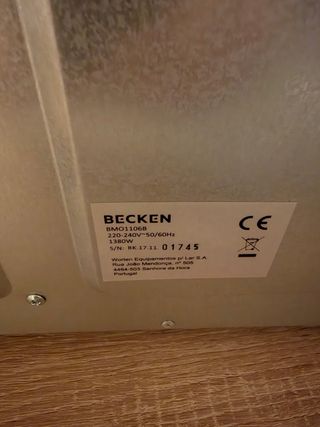 BECKEN
BMO1106B
220-240V~50/60Hz
1380W
S/N: BK.17.11. 01745
Worten Equipamentos p/ Lar S.A
Rua João Mendonça, nº 505
4464-503 Senhora da Hora
Portugal
CE